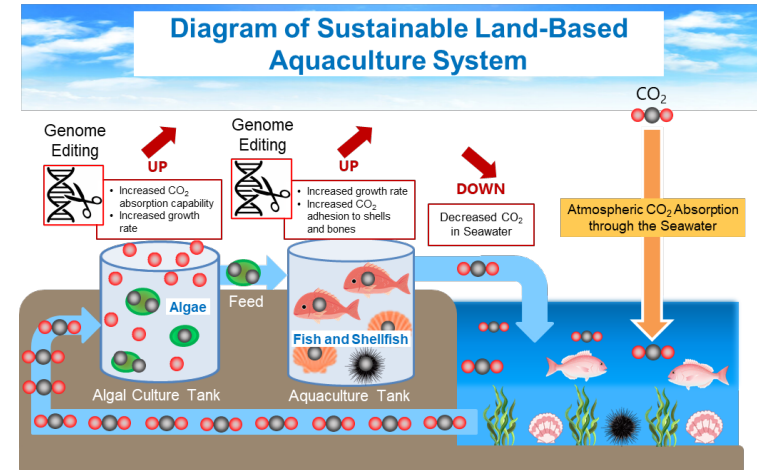 Diagram of Sustainable Land-Based
Aquaculture System
CO₂
Genome
Editing
UP
• Increased CO₂
absorption capability
• Increased growth
rate
Genome
Editing
UP
• Increased growth rate
• Increased CO₂
adhesion to shells
and bones
DOWN
Decreased CO₂
in Seawater
Atmospheric CO₂ Absorption
through the Seawater
Algae
Feed
Fish and Shellfish
Algal Culture Tank
Aquaculture Tank